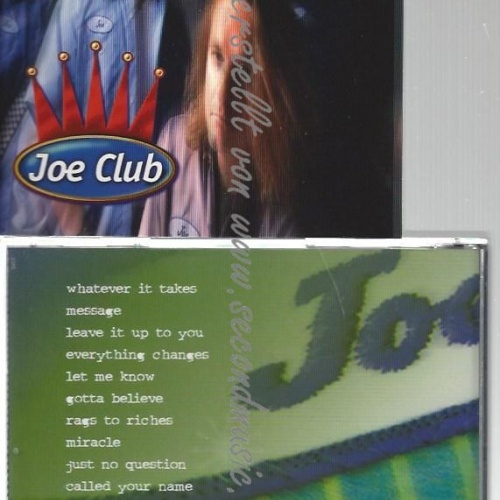 Joe Club
whatever it takes
message
leave it up to you
everything changes
let me know
gotta believe
rags to riches
miracle
just no question
called your name
Joe
erstellt von www.secondmusic.